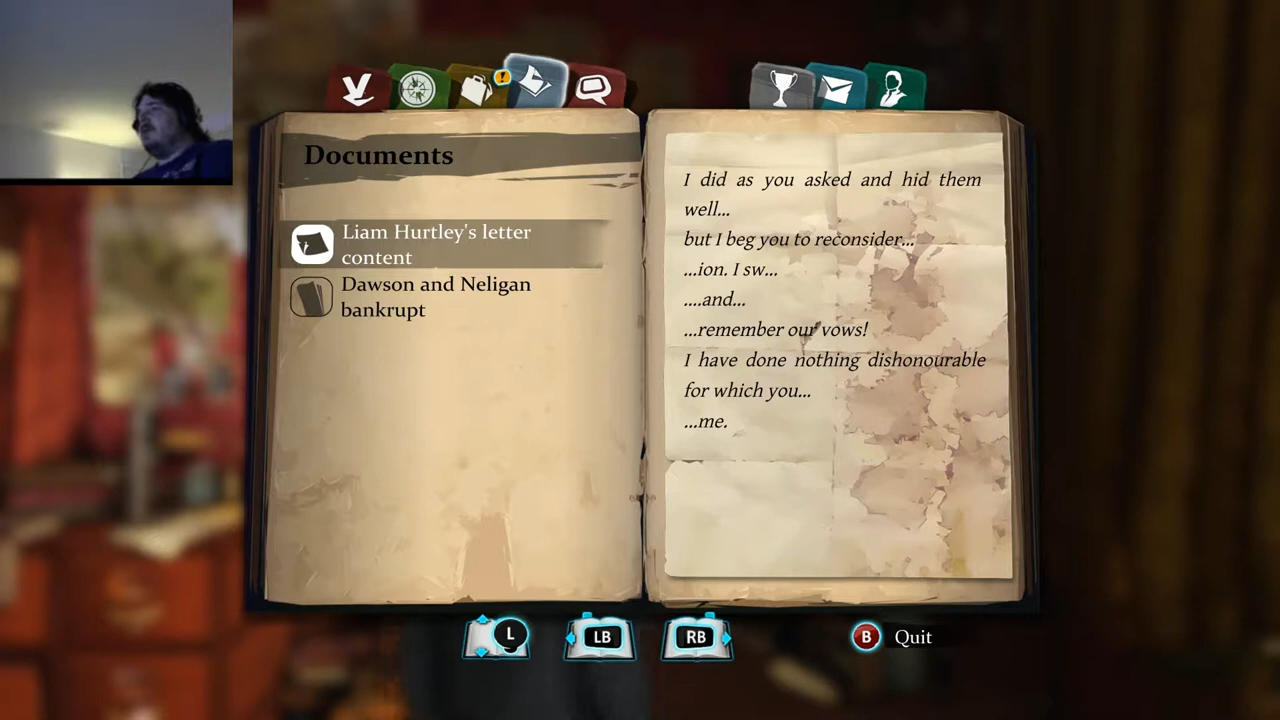 Documents
Liam Hurtley's letter
content
Dawson and Neligan
bankrupt
I did as you asked and hid them
well...
but I beg you to reconsider...
...ion. I sw...
....and...
...remember our vows!
I have done nothing dishonourable
for which you...
...me.
L
LB
RB
B Quit